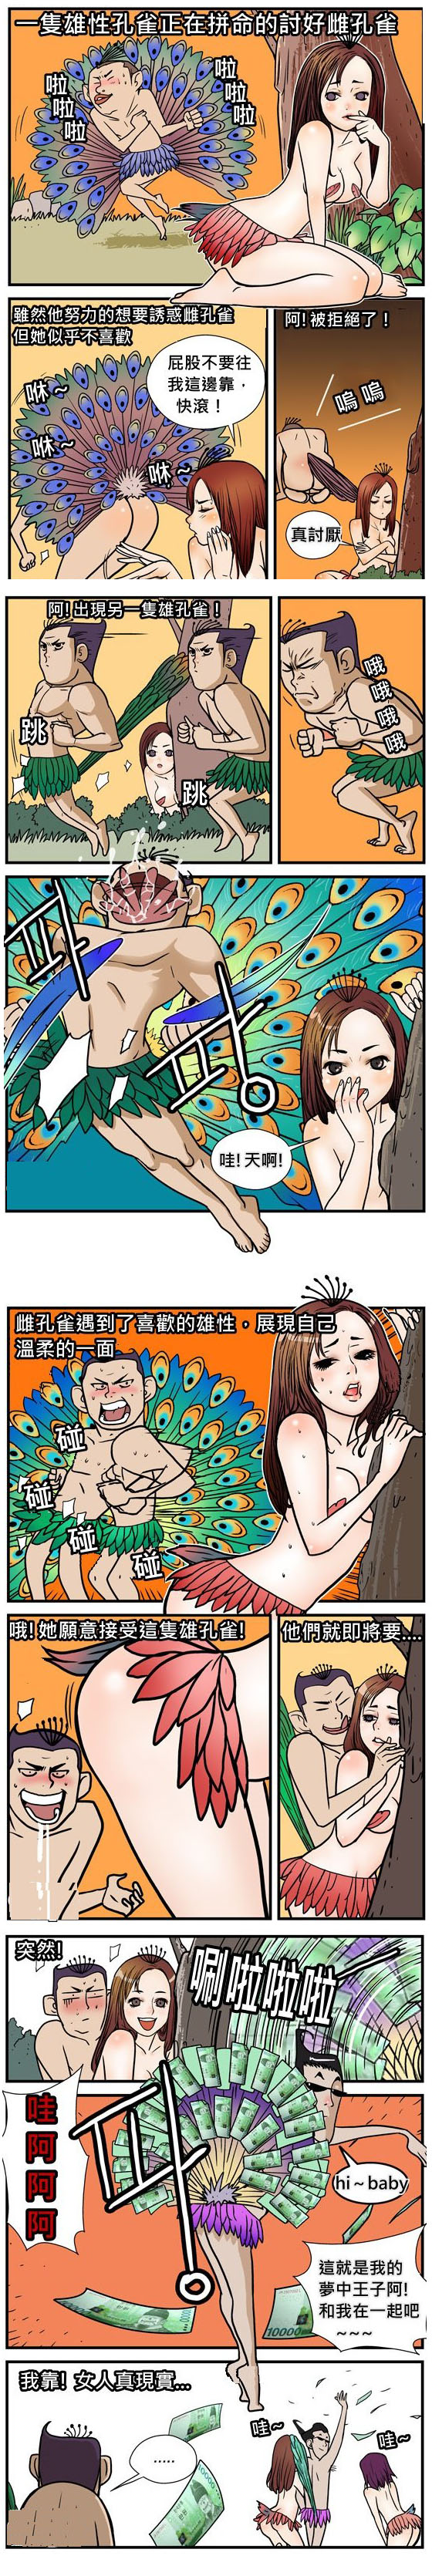 一隻雄性孔雀正在拼命的討好雌孔雀
啦
啦
啦
啦
啦
啦
雖然他努力的想要誘惑雌孔雀
但她似乎不喜歡
咻~
咻~
咻~
屁股不要往
我這邊靠，
快滾！
阿!被拒絕了！
嗚嗚
真討厭
阿!出現另一隻雄孔雀！
跳
跳
哦
哦
哦
哦
파
팡
哇!天啊!
雌孔雀遇到了喜歡的雄性，展現自己
溫柔的一面
碰
碰
碰
碰
哦!她願意接受這隻雄孔雀!
他們就即將要....
突然!
唰啦啦啦
哇
阿
阿
阿
팡
hi~baby
這就是我的
夢中王子阿!
和我在一起吧
~~~
10000
我靠!女人真現實...
.....
10000
哇~
哇~